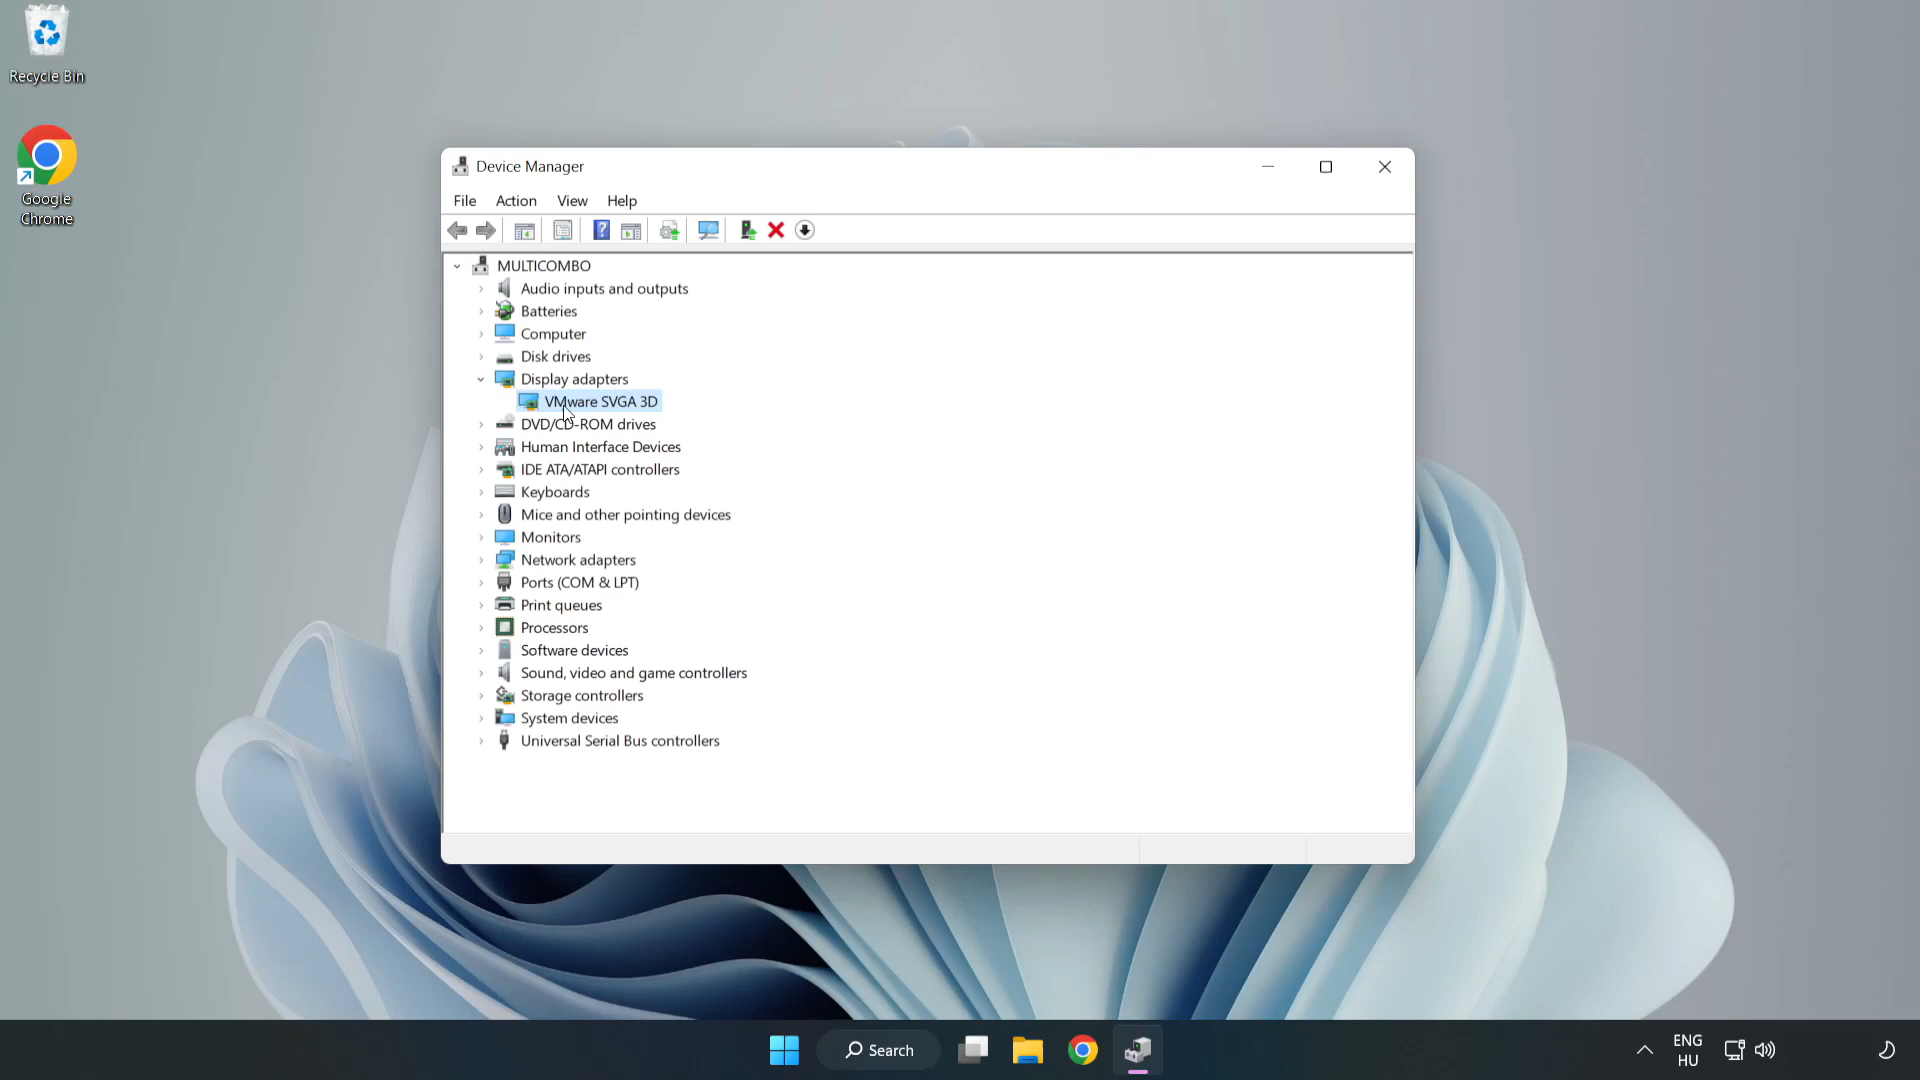 Recycle Bin
Google
Chrome
Device Manager
File Action View Help
MULTICOMBO
Audio inputs and outputs
Batteries
Computer
Disk drives
Display adapters
VMware SVGA 3D
DVD/CD-ROM drives
Human Interface Devices
IDE ATA/ATAPI controllers
Keyboards
Mice and other pointing devices
Monitors
Network adapters
Ports (COM & LPT)
Print queues
Processors
Software devices
Sound, video and game controllers
Storage controllers
System devices
Universal Serial Bus controllers
Search
ENG
HU